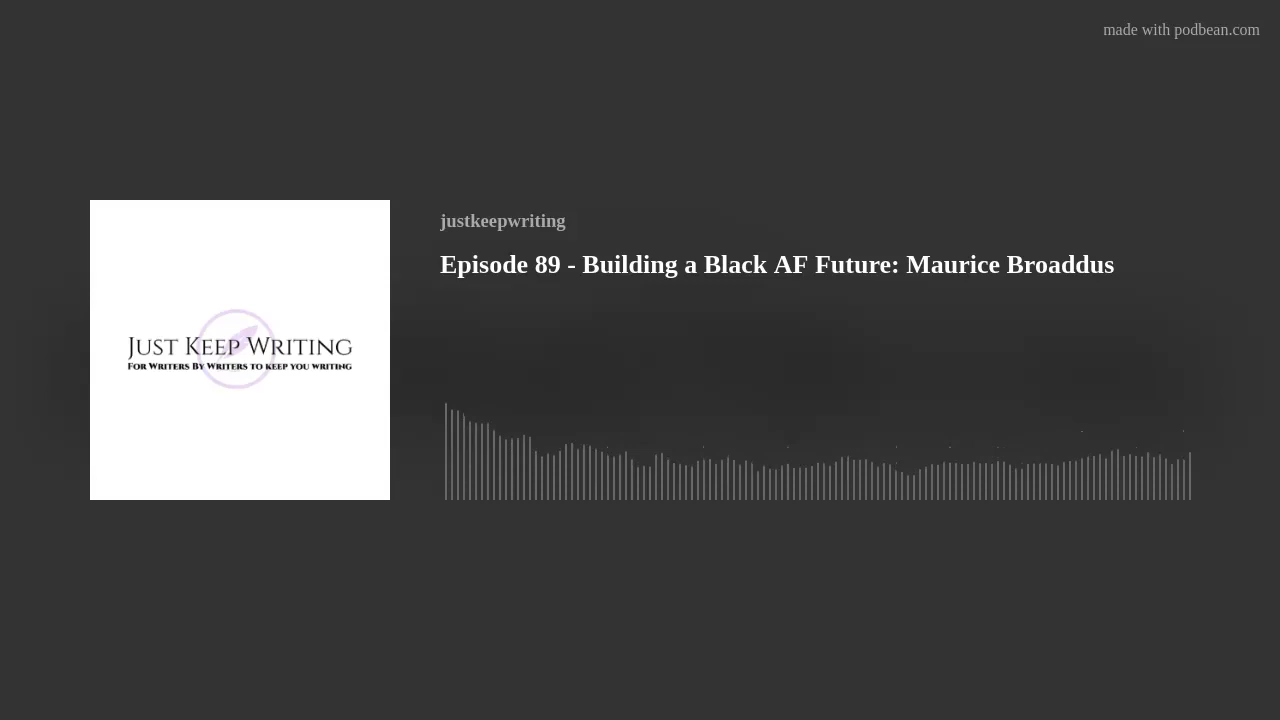 made with podbean.com
justkeepwriting
Episode 89 - Building a Black AF Future: Maurice Broaddus
Just Keep Writing
For Writers By Writers to keep you writing